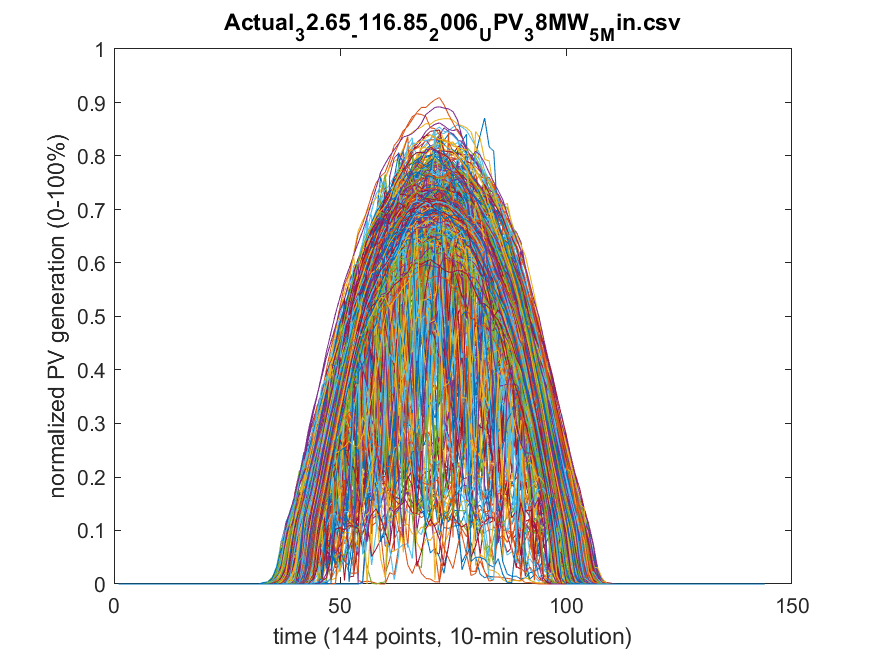 Actual_32.65_-116.85_2006_UPV_38MW_5Min.csv
1
0.9
0.8
0.7
0.6
0.5
0.4
0.3
0.2
0.1
0
0 50 100 150
normalized PV generation (0-100%)
time (144 points, 10-min resolution)